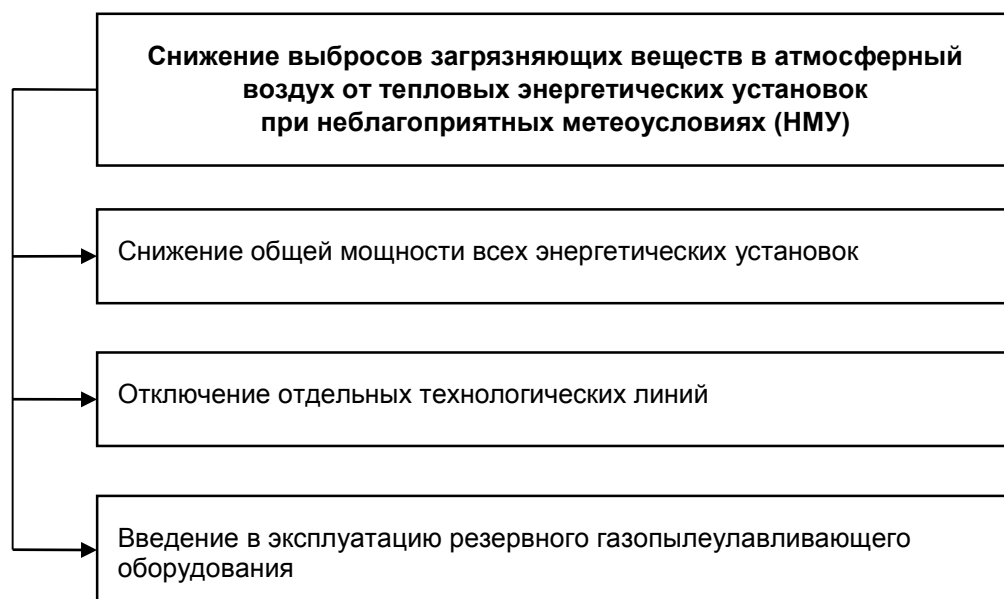 Снижение выбросов загрязняющих веществ в атмосферный
воздух от тепловых энергетических установок
при неблагоприятных метеоусловиях (НМУ)
Снижение общей мощности всех энергетических установок
Отключение отдельных технологических линий
Введение в эксплуатацию резервного газопылеулавливающего
оборудования